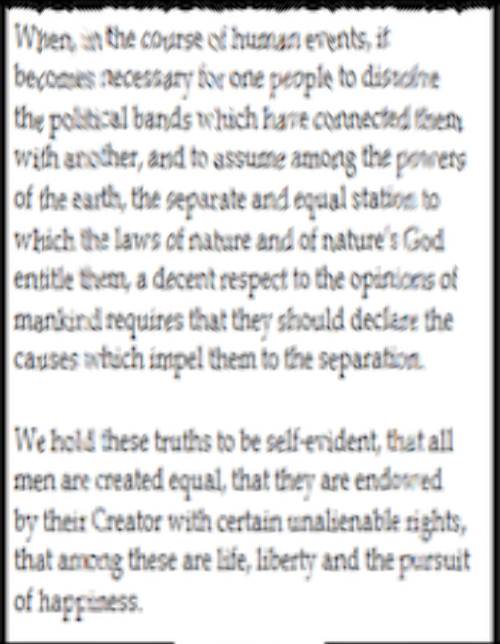 When, in the course of human events, it
becomes necessary for one people to dissolve
the political bands which have connected them
with another, and to assume among the powers
of the earth, the separate and equal station to
which the laws of nature and of nature's God
entitle them, a decent respect to the opinions of
mankind requires that they should declare the
causes which impel them to the separation.

We hold these truths to be self-evident, that all
men are created equal, that they are endowed
by their Creator with certain unalienable rights,
that among these are life, liberty and the pursuit
of happiness.